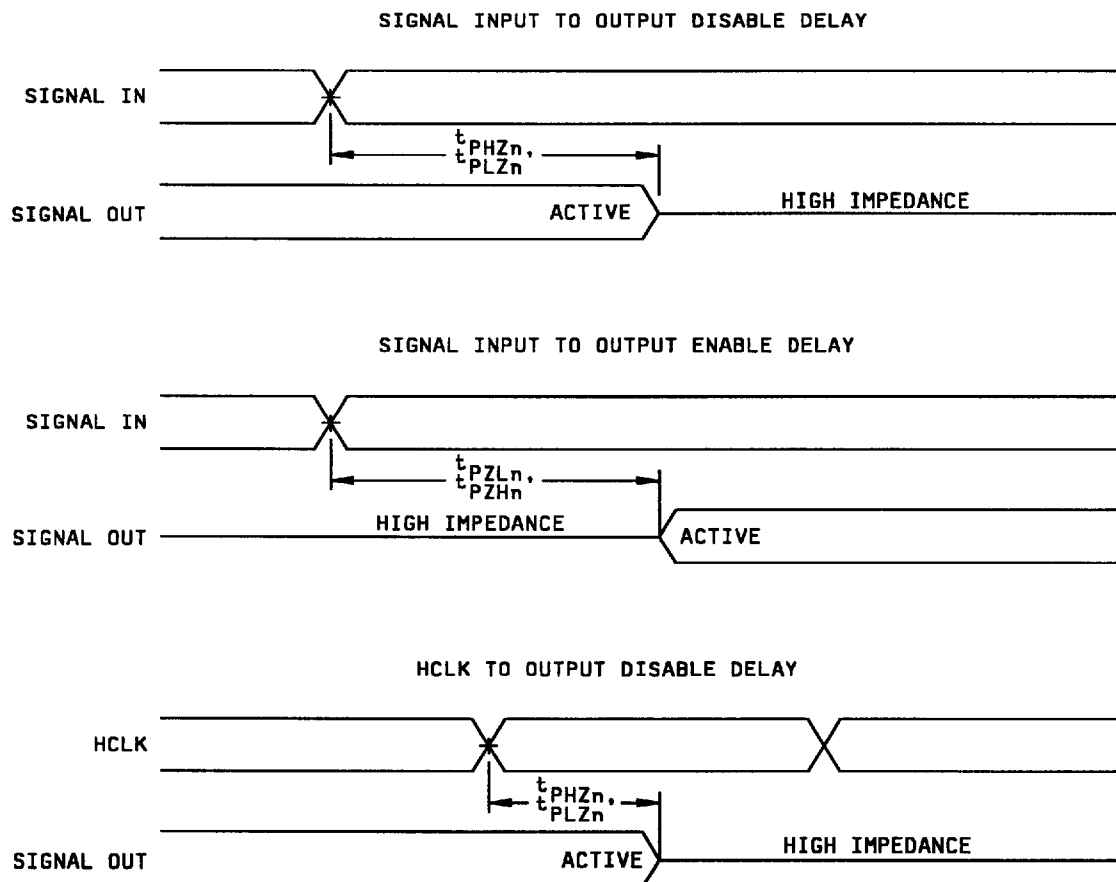 SIGNAL INPUT TO OUTPUT DISABLE DELAY
SIGNAL IN
tPHZn,
tPLZn
SIGNAL OUT
ACTIVE
HIGH IMPEDANCE
SIGNAL INPUT TO OUTPUT ENABLE DELAY
SIGNAL IN
tPZLn,
tPZHn
SIGNAL OUT
HIGH IMPEDANCE
ACTIVE
HCLK TO OUTPUT DISABLE DELAY
HCLK
tPHZn,
tPLZn
SIGNAL OUT
ACTIVE
HIGH IMPEDANCE